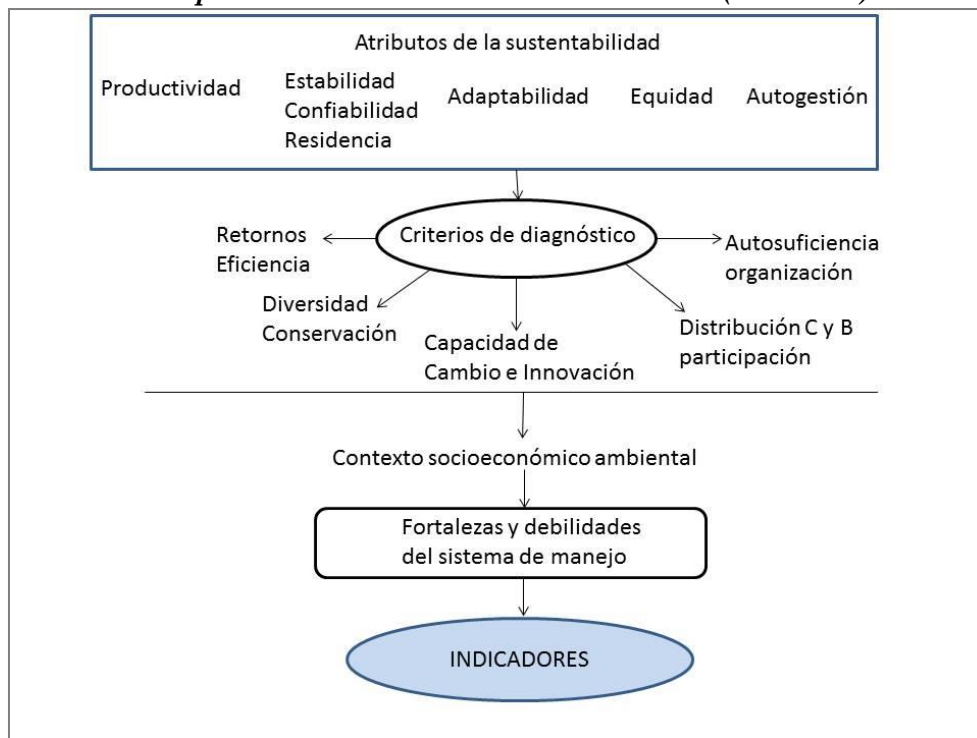 Atributos de la sustentabilidad
Productividad
Estabilidad
Confiabilidad
Residencia
Adaptabilidad
Equidad
Autogestión
Criterios de diagnóstico
Retornos
Eficiencia
Diversidad
Conservación
Capacidad de
Cambio e Innovación
Distribución C y B
participación
Autosuficiencia
organización
Contexto socioeconómico ambiental
Fortalezas y debilidades
del sistema de manejo
INDICADORES